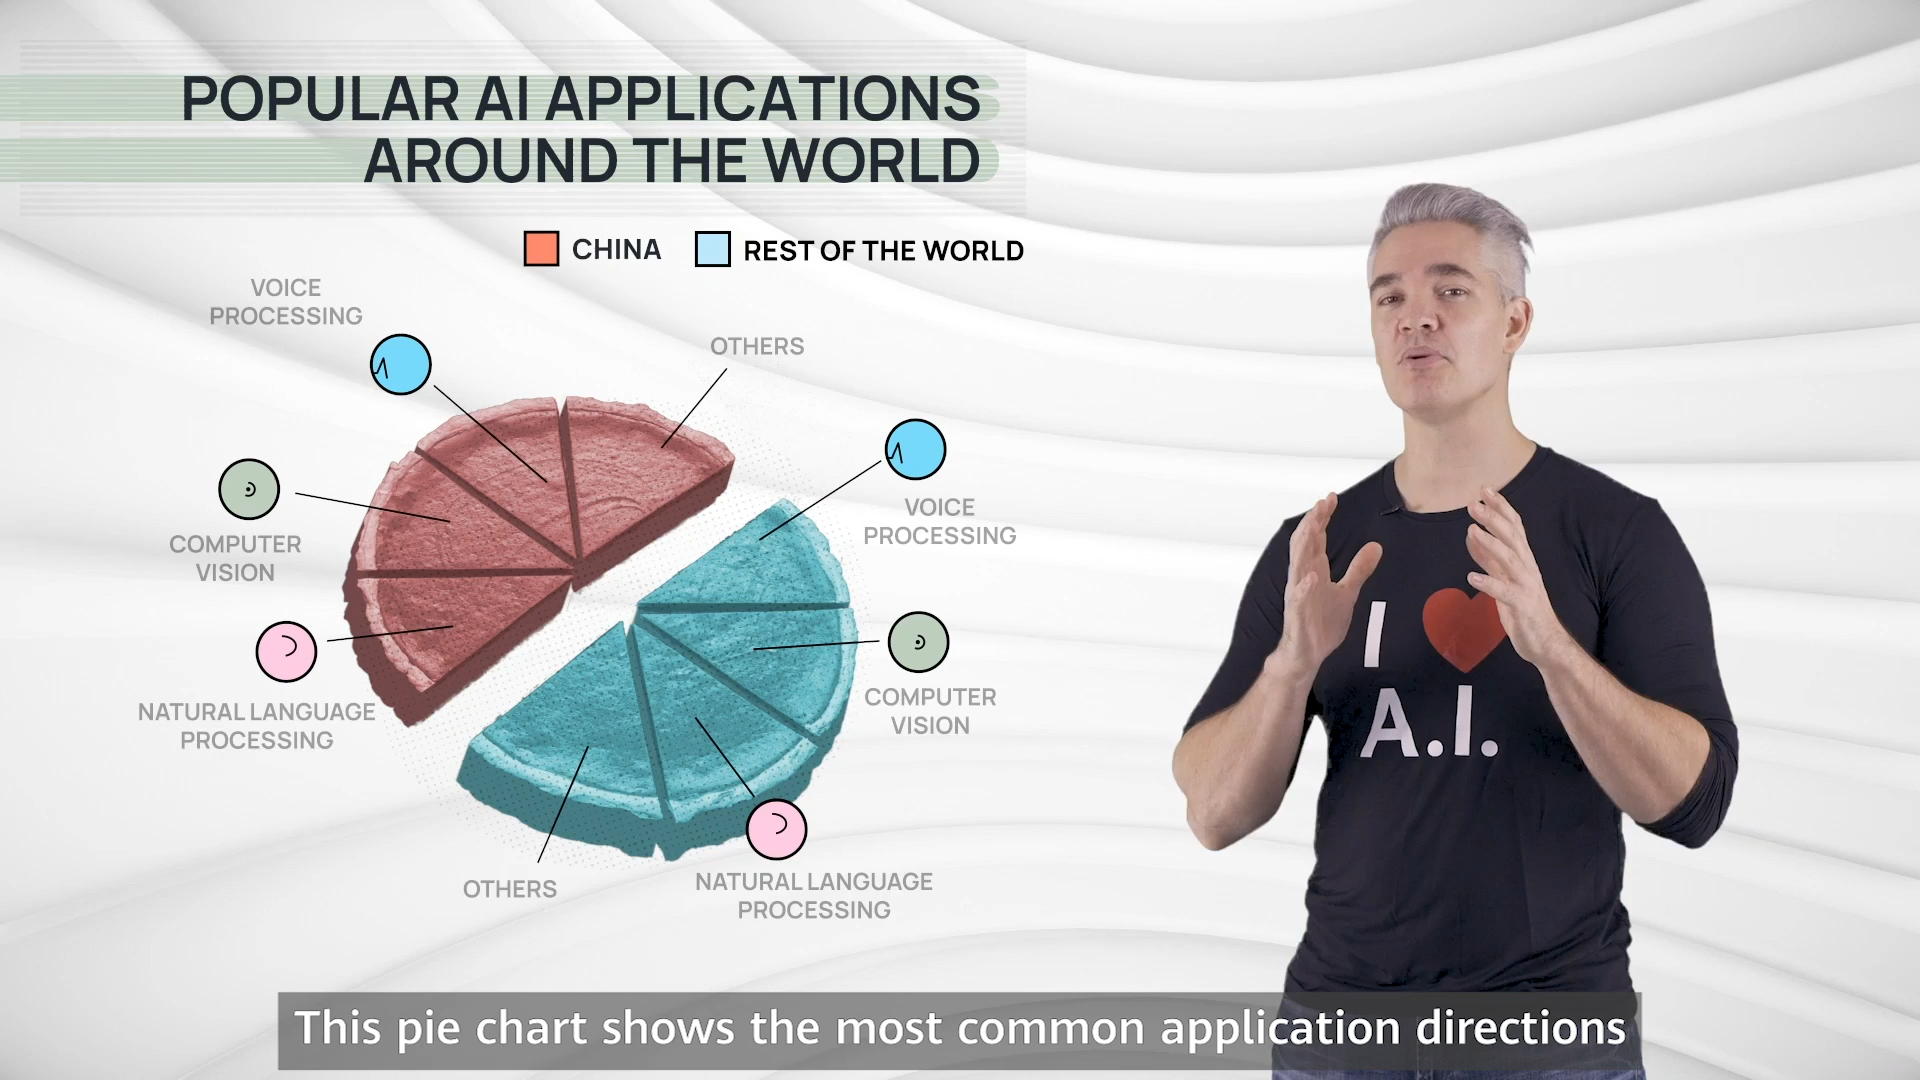 POPULAR AI APPLICATIONS
AROUND THE WORLD
CHINA
REST OF THE WORLD
VOICE
PROCESSING
OTHERS
COMPUTER
VISION
VOICE
PROCESSING
NATURAL LANGUAGE
PROCESSING
COMPUTER
VISION
OTHERS
NATURAL LANGUAGE
PROCESSING
I
A.I.
This pie chart shows the most common application directions